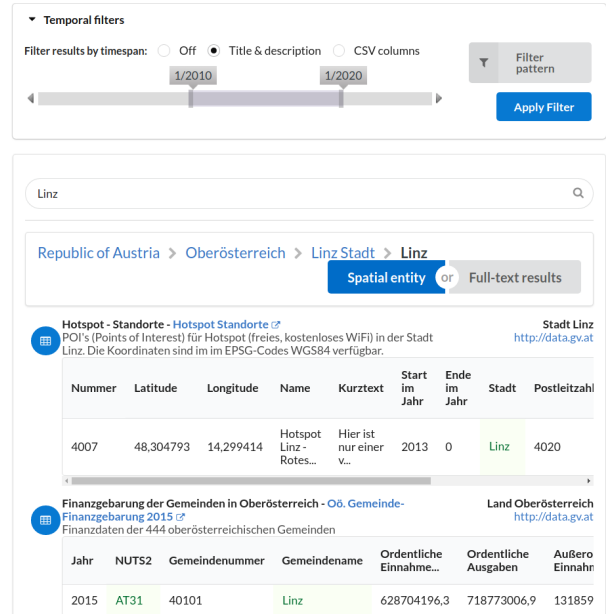 Temporal filters
Filter results by timespan: Off Title & description CSV columns
Filter pattern
1/2010 1/2020
Apply Filter
Linz
Republic of Austria > Oberösterreich > Linz Stadt > Linz
Spatial entity or Full-text results
Hotspot - Standorte - Hotspot Standorte Stadt Linz
POI's (Points of Interest) für Hotspot (freies, kostenloses WiFi) in der Stadt http://data.gv.at
Linz. Die Koordinaten sind im im EPSG-Codes WGS84 verfügbar.
Nummer Latitude Longitude Name Kurztext Start im Jahr Ende im Jahr Stadt Postleitzahl
4007 48,304793 14,299414 Hotspot Linz - Rotes... Hier ist nur einer v... 2013 0 Linz 4020
Finanzgebarung der Gemeinden in Oberösterreich - Oö. Gemeinde- Land Oberösterreich
Finanzgebarung 2015 http://data.gv.at
Finanzdaten der 444 oberösterreichischen Gemeinden
Jahr NUTS2 Gemeindenummer Gemeindename Ordentliche Einnahme... Ordentliche Ausgaben Außero Einnahm
2015 AT31 40101 Linz 628704196,3 718773006,9 131859